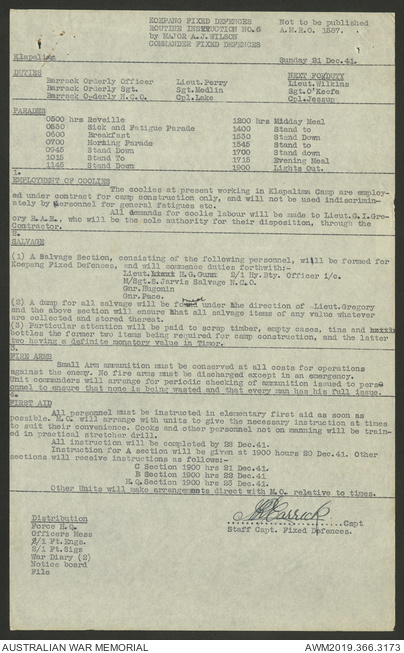 KOEPANG FIXED DEFENCES Not to be published
ROUTINE INSTRUCTION NO.6 A.M.R.O. 1587.
by MAJOR A.J. WILSON
COMMANDER FIXED DEFENCES
Klapalima Sunday 21 Dec.41.
DUTIES NEXT FOR DUTY
Barrack Orderly Officer Lieut.Perry Lieut.Wilkins
Barrack Orderly Sgt. Sgt.Medlin Sgt.O'Keefe
Barrack Orderly N.C.O. Cpl.Lake Cpl.Jessup
PARADES
0500 hrs Reveille 1200 hrs Midday Meal
0530 Sick and Fatigue Parade 1400 Stand to
0600 Breakfast 1530 Stand down
0700 Working Parade 1545 Stand to
0945 Stand Down 1700 Stand down
1015 Stand To 1715 Evening Meal
1145 Stand Down 1900 Lights Out.
1.
EMPLOYMENT OF COOLIES
The coolies at present working in Klapalima Camp are employ-
ed under contract for camp construction only, and will not be used indiscrimin-
ately by personnel for general fatigues etc.
All demands for coolie labour will be made to Lieut.G.I.Gre-
ory R.A.E., who will be the sole authority for their disposition, through the
Contractor.
2.
SALVAGE
(1) A Salvage Section, consisting of the following personnel, will be formed for
Koepang Fixed Defences, and will commence duties forthwith:-
Lieut. H.G. Gunn 2/1 Hy.Bty. Officer i/c.
W/Sgt.S.Jarvis Salvage N.C.O.
Gnr.
Gnr.Pace.
(2) A dump for all salvage will be formed under the direction of Lieut.Gregory
and the above section will ensure that all salvage items of any value whatever
are collected and stored thereat.
(3) Particular attention will be paid to scrap timber, empty cases, tins and
bottles the former two items being required for camp construction, and the latter
two having a definite monetary value in Timor.
3.
FIRE ARMS
Small Arm ammunition must be conserved at all costs for operations
against the enemy. No fire arms must be discharged except in an emergency.
Unit commanders will arrange for periodic checking of ammunition issued to perso
nnel to ensure that none is being wasted and that every man has his full issue.
4.
FIRST AID
All personnel must be instructed in elementary first aid as soon as
possible. M.O. will arrange with units to give the necessary instruction at times
to suit their convenience. Cooks and other personnel not on manning will be train-
ed in practical stretcher drill.
All instruction will be completed by 28 Dec.41.
Instruction for A section will be given at 1900 hours 20 Dec.41. Other
sections will receive instructions as follows:-
C Section 1900 hrs 21 Dec.41.
B Section 1900 hrs 22 Dec.41
H.Q.Section 1900 hrs 23 Dec.41.
Other Units will make arrangements direct with M.O. relative to times.
Distribution
Force H.Q. Capt
Officers Mess Staff Capt. Fixed Defences.
2/1 Ft.Engs.
2/1 Ft.Sigs
War Diary (2)
Notice board
File
AUSTRALIAN WAR MEMORIAL AWM2019.366.3173